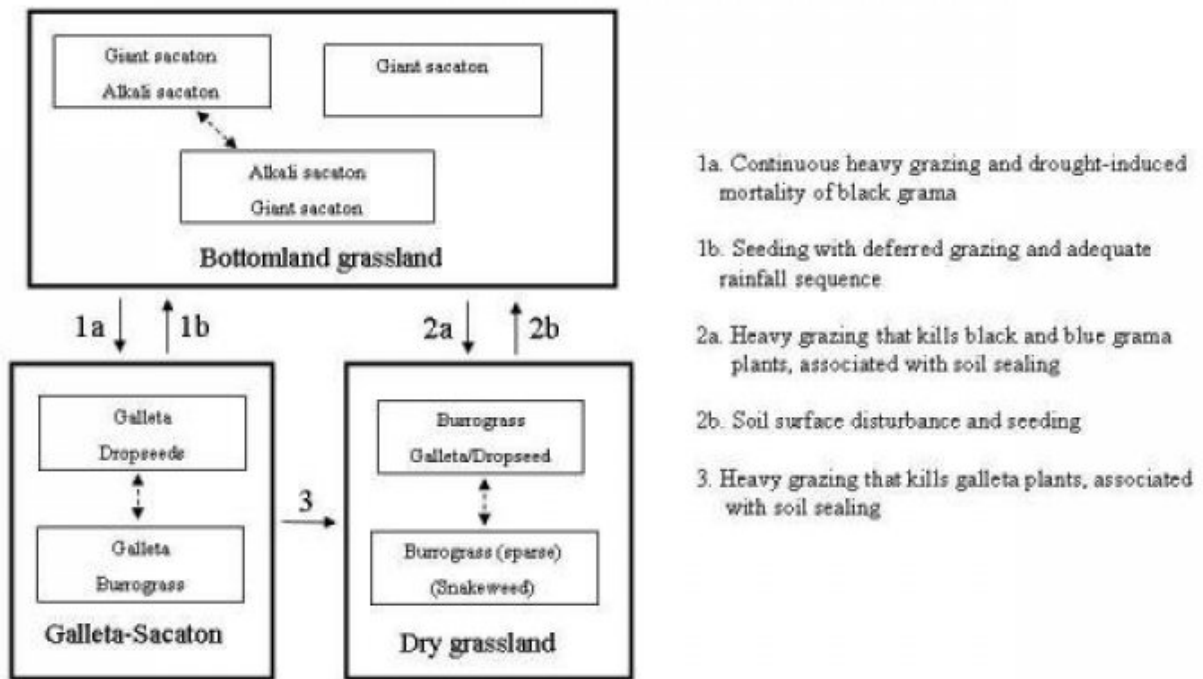 Giant sacaton
Alkali sacaton
Giant sacaton
Alkali sacaton
Giant sacaton
Bottomland grassland
1a
1b
2a
2b
Galleta
Dropseeds
Galleta
Burrograss
Galleta-Sacaton
3
Burrograss
Galleta/Dropseed
Burrograss (sparse)
(Snakeweed)
Dry grassland
1a. Continuous heavy grazing and drought-induced
mortality of black grama
1b. Seeding with deferred grazing and adequate
rainfall sequence
2a. Heavy grazing that kills black and blue grama
plants, associated with soil sealing
2b. Soil surface disturbance and seeding
3. Heavy grazing that kills galleta plants, associated
with soil sealing